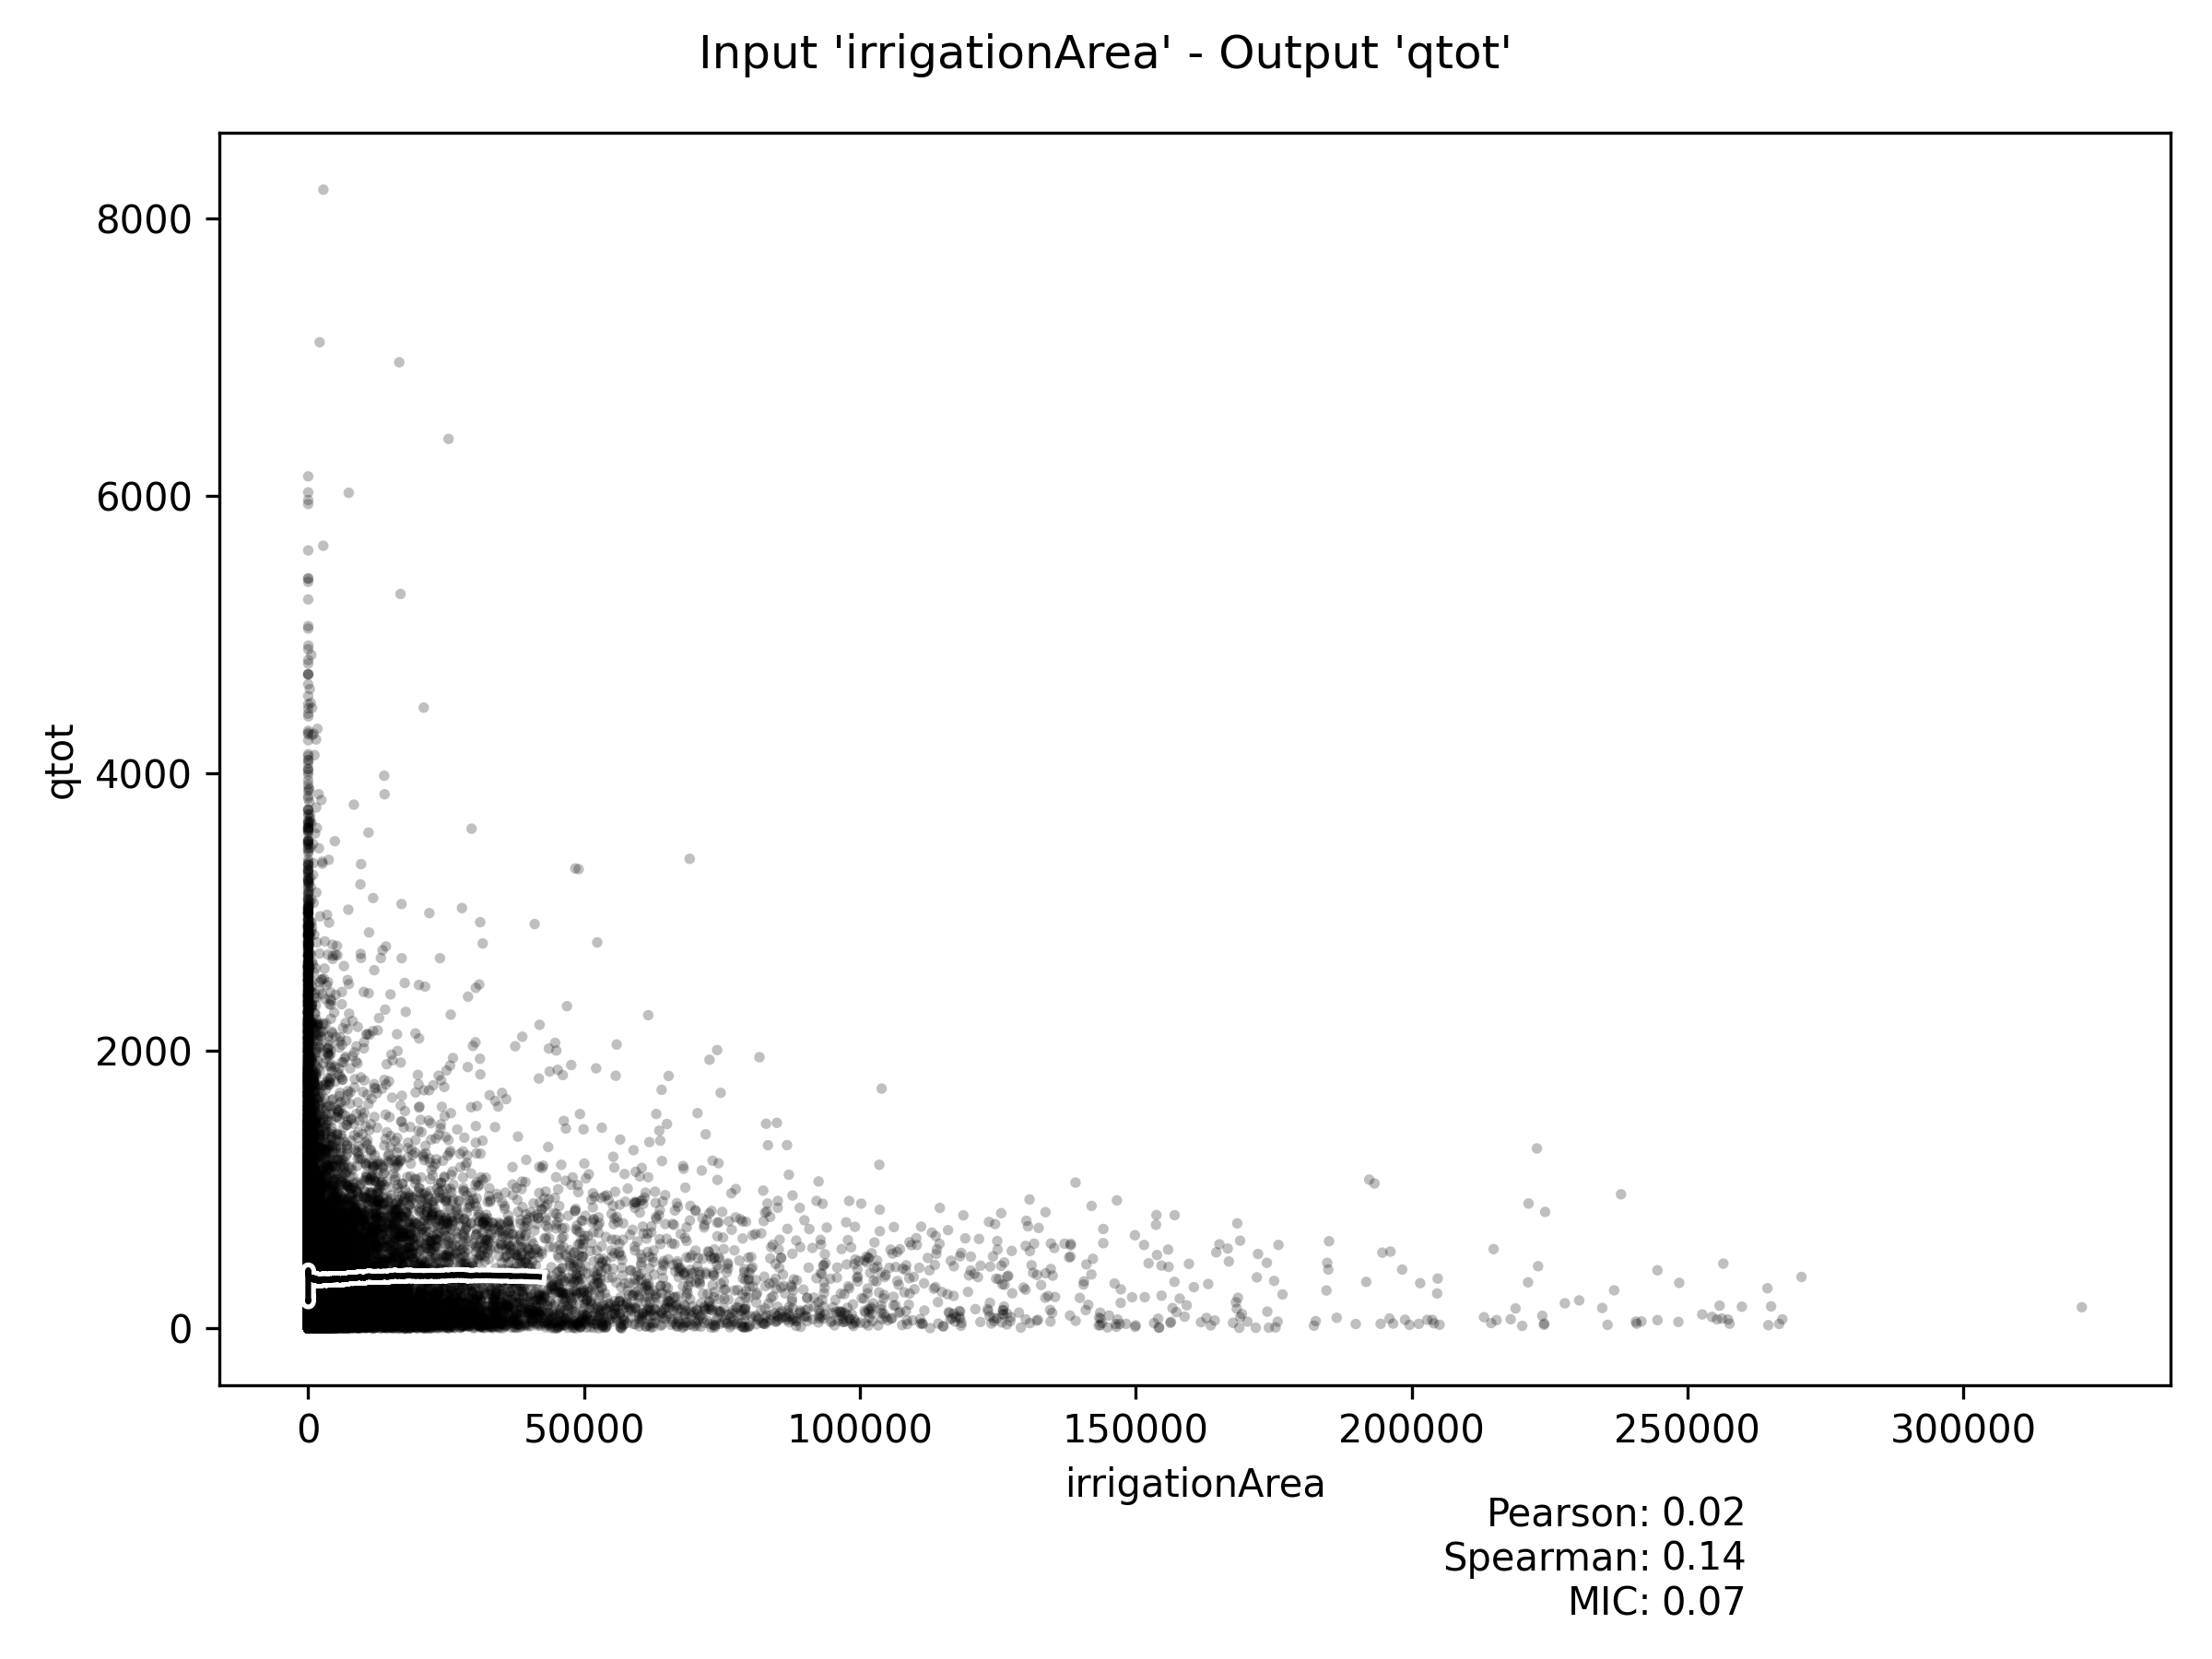 Input 'irrigationArea' - Output 'qtot'
8000
6000
4000
2000
0
qtot
0 50000 100000 150000 200000 250000 300000
irrigationArea
Pearson: 0.02
Spearman: 0.14
MIC: 0.07